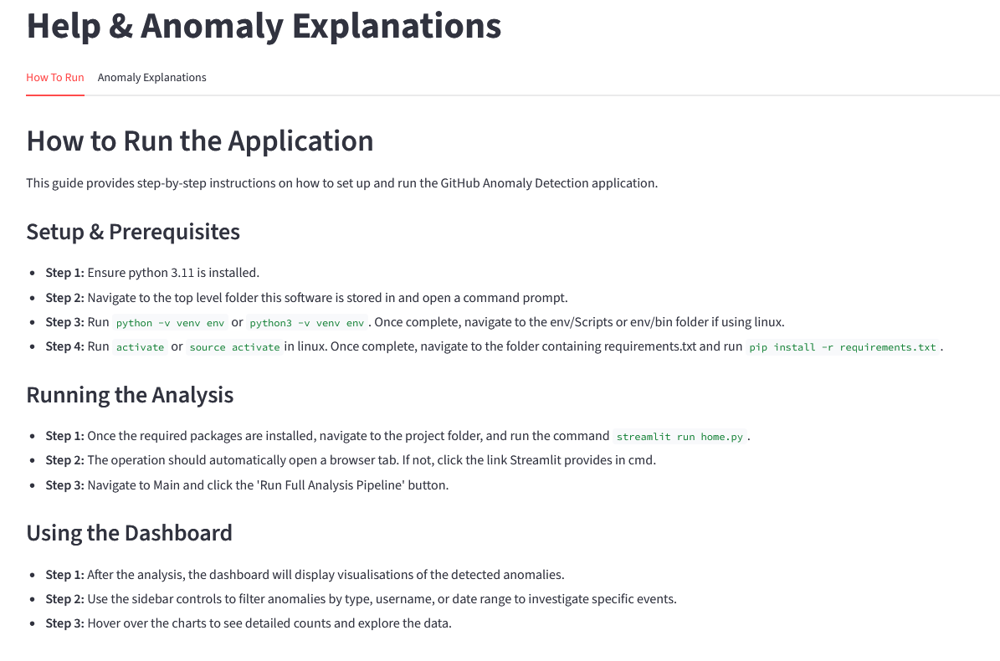 Help & Anomaly Explanations
How To Run
Anomaly Explanations
How to Run the Application
This guide provides step-by-step instructions on how to set up and run the GitHub Anomaly Detection application.
Setup & Prerequisites
• Step 1: Ensure python 3.11 is installed.
• Step 2: Navigate to the top level folder this software is stored in and open a command prompt.
• Step 3: Run python -v venv env or python3 -v venv env. Once complete, navigate to the env/Scripts or env/bin folder if using linux.
• Step 4: Run activate or source activate in linux. Once complete, navigate to the folder containing requirements.txt and run pip install -r requirements.txt.
Running the Analysis
• Step 1: Once the required packages are installed, navigate to the project folder, and run the command streamlit run home.py.
• Step 2: The operation should automatically open a browser tab. If not, click the link Streamlit provides in cmd.
• Step 3: Navigate to Main and click the 'Run Full Analysis Pipeline' button.
Using the Dashboard
• Step 1: After the analysis, the dashboard will display visualisations of the detected anomalies.
• Step 2: Use the sidebar controls to filter anomalies by type, username, or date range to investigate specific events.
• Step 3: Hover over the charts to see detailed counts and explore the data.